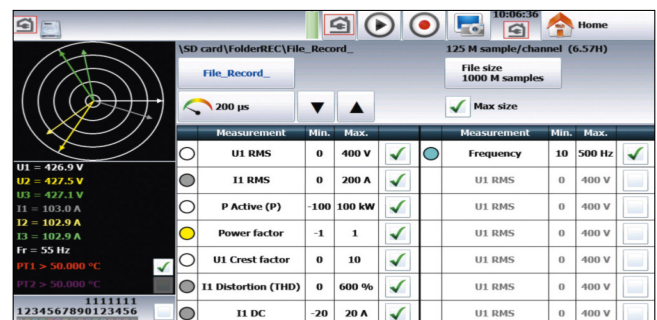 10:06:36
Home
\SD card\FolderREC\File_Record_
125 M sample/channel (6.57H)
File_Record_
File size
1000 M samples
200 µs
Max size
Measurement Min. Max. Measurement Min. Max.
U1 RMS 0 400 V Frequency 10 500 Hz
I1 RMS 0 200 A U1 RMS 0 400 V
P Active (P) -100 100 kW U1 RMS 0 400 V
Power factor -1 1 U1 RMS 0 400 V
U1 Crest factor 0 10 U1 RMS 0 400 V
I1 Distortion (THD) 0 600 % U1 RMS 0 400 V
I1 DC -20 20 A U1 RMS 0 400 V
U1 = 426.9 V
U2 = 427.5 V
U3 = 427.1 V
I1 = 103.0 A
I2 = 102.9 A
I3 = 102.9 A
Fr = 55 Hz
PT1 > 50.000 °C
PT2 > 50.000 °C
1111111
1234567890123456